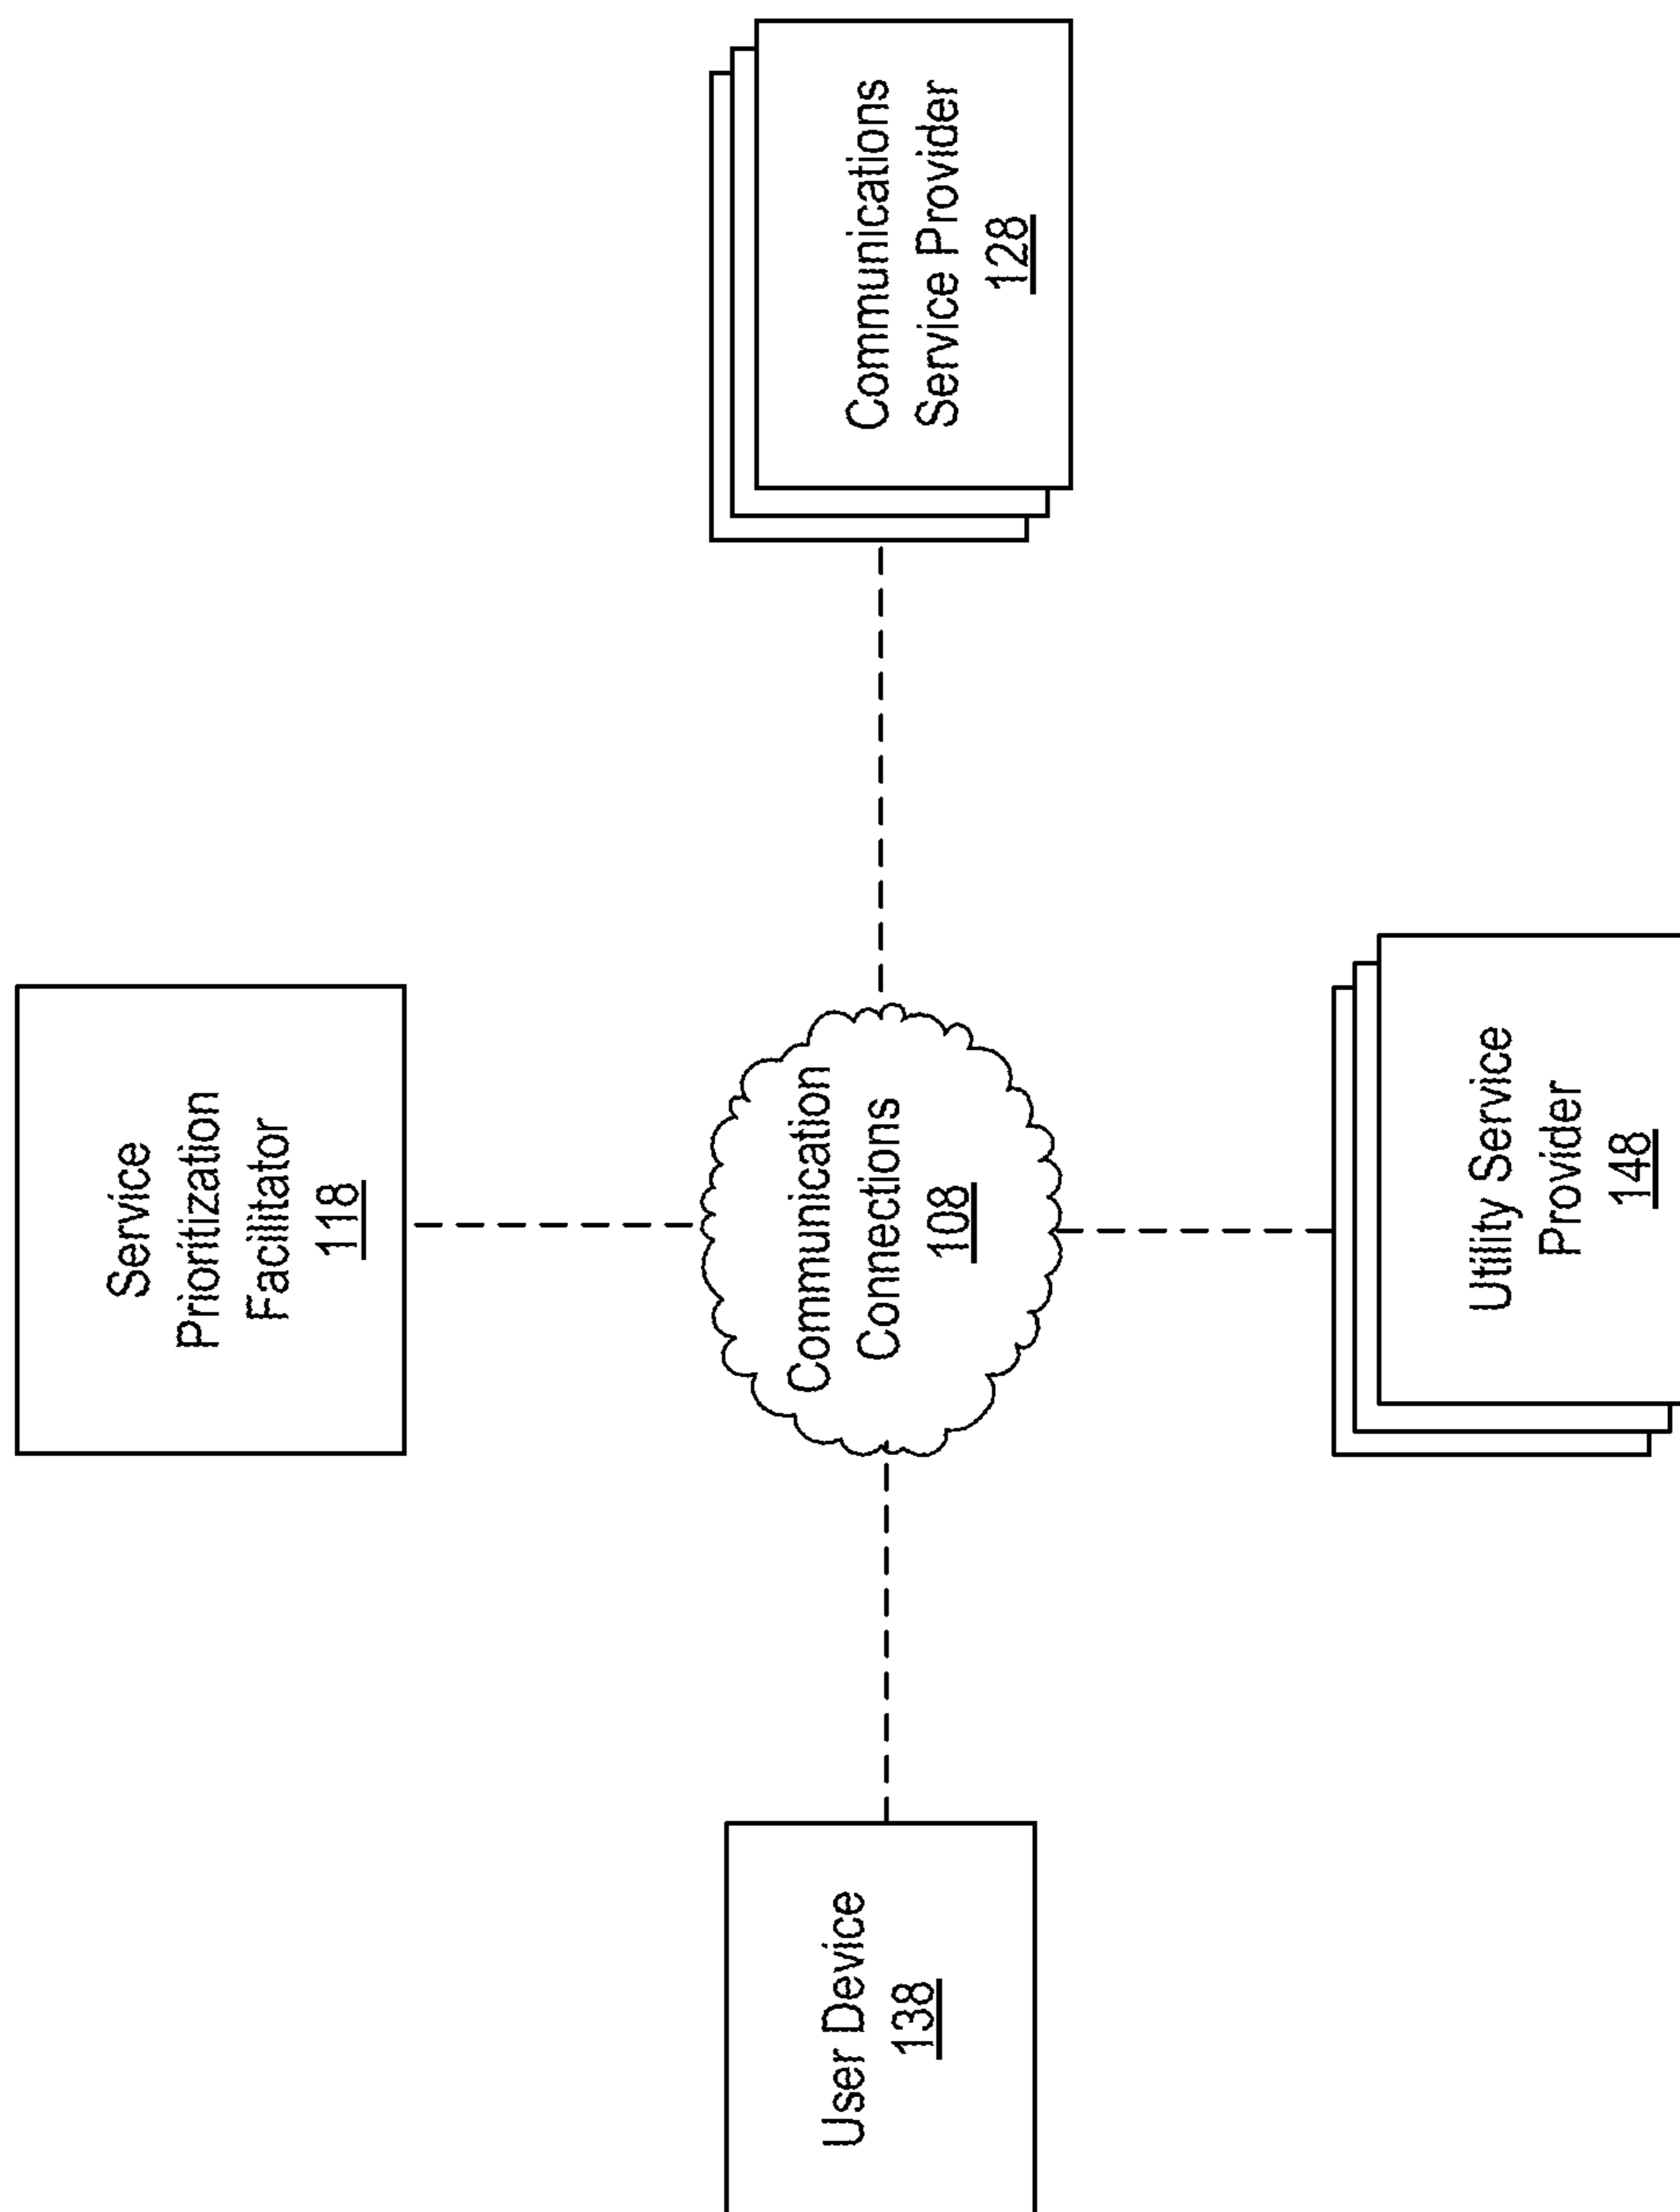 Service
Prioritization
Facilitator
118
User Device
138
Communication
Connections
108
Communications
Service Provider
128
Utility Service
Provider
148